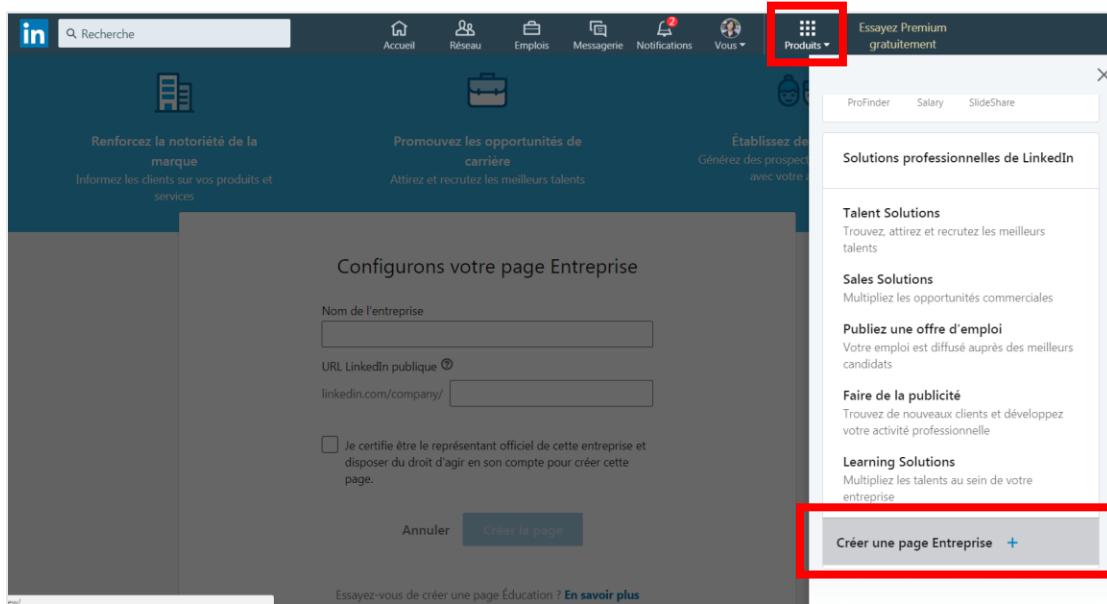 in Recherche
Accueil Réseau Emplois Messagerie Notifications 2 Vous Produits Essayez Premium gratuitement
ProFinder Salary SlideShare
Renforcez la notoriété de la
marque
Informez les clients sur vos produits et
services
Promouvez les opportunités de
carrière
Attirez et recrutez les meilleurs talents
Établissez de
Générez des prospect
avec votre
Configurons votre page Entreprise
Nom de l'entreprise
URL LinkedIn publique ?
linkedin.com/company/
Je certifie être le représentant officiel de cette entreprise et
disposer du droit d'agir en son compte pour créer cette
page.
Annuler Créer la page
Essayez-vous de créer une page Éducation ? En savoir plus
Solutions professionnelles de LinkedIn
Talent Solutions
Trouvez, attirez et recrutez les meilleurs
talents
Sales Solutions
Multipliez les opportunités commerciales
Publiez une offre d'emploi
Votre emploi est diffusé auprès des meilleurs
candidats
Faire de la publicité
Trouvez de nouveaux clients et développez
votre activité professionnelle
Learning Solutions
Multipliez les talents au sein de votre
entreprise
Créer une page Entreprise +